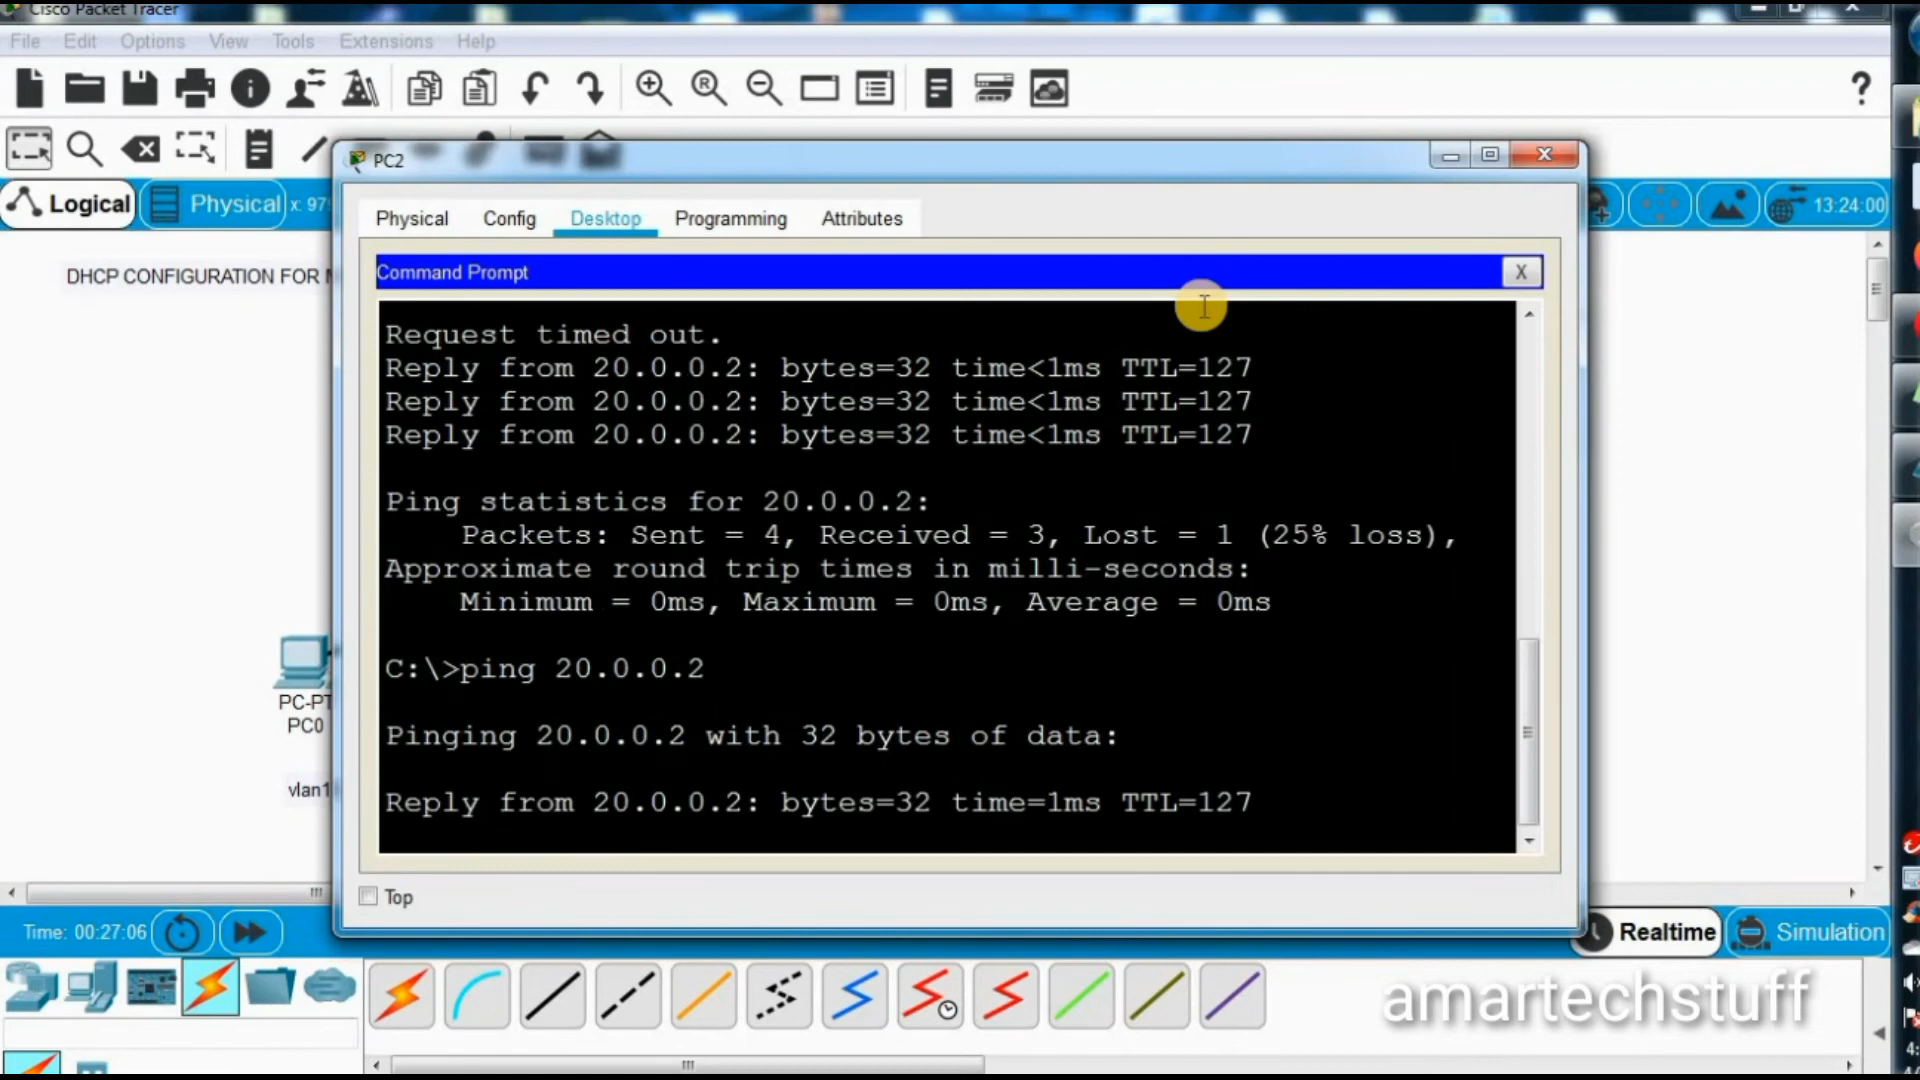 Cisco Packet Tracer
File Edit Options View Tools Extensions Help
Logical Physical x: 979
13:24:00
PC2
Physical Config Desktop Programming Attributes
DHCP CONFIGURATION FOR
Command Prompt
X
Request timed out.
Reply from 20.0.0.2: bytes=32 time<1ms TTL=127
Reply from 20.0.0.2: bytes=32 time<1ms TTL=127
Reply from 20.0.0.2: bytes=32 time<1ms TTL=127
Ping statistics for 20.0.0.2:
Packets: Sent = 4, Received = 3, Lost = 1 (25% loss),
Approximate round trip times in milli-seconds:
Minimum = 0ms, Maximum = 0ms, Average = 0ms
C:\>ping 20.0.0.2
Pinging 20.0.0.2 with 32 bytes of data:
Reply from 20.0.0.2: bytes=32 time=1ms TTL=127
PC-PT
PC0
vlan1
Top
Time: 00:27:06
Realtime Simulation
amartechstuff